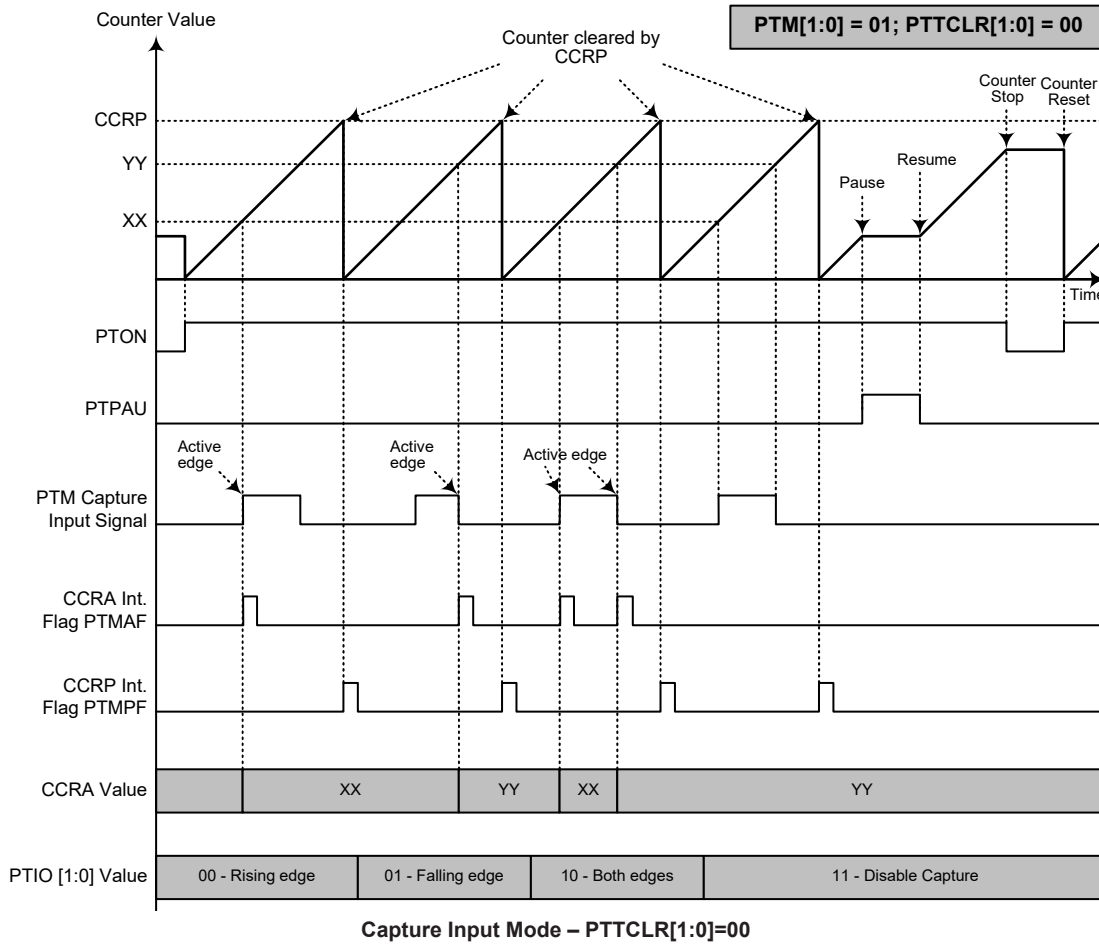 Counter Value
PTM[1:0] = 01; PTTCLR[1:0] = 00
Counter cleared by
CCRP
Counter
Stop
Counter
Reset
CCRP
YY
XX
Pause
Resume
Time
PTON
PTPAU
Active
edge
Active
edge
Active edge
PTM Capture
Input Signal
CCRA Int.
Flag PTMAF
CCRP Int.
Flag PTMPF
CCRA Value
XX
YY
XX
YY
PTIO [1:0] Value
00 - Rising edge
01 - Falling edge
10 - Both edges
11 - Disable Capture
Capture Input Mode – PTTCLR[1:0]=00